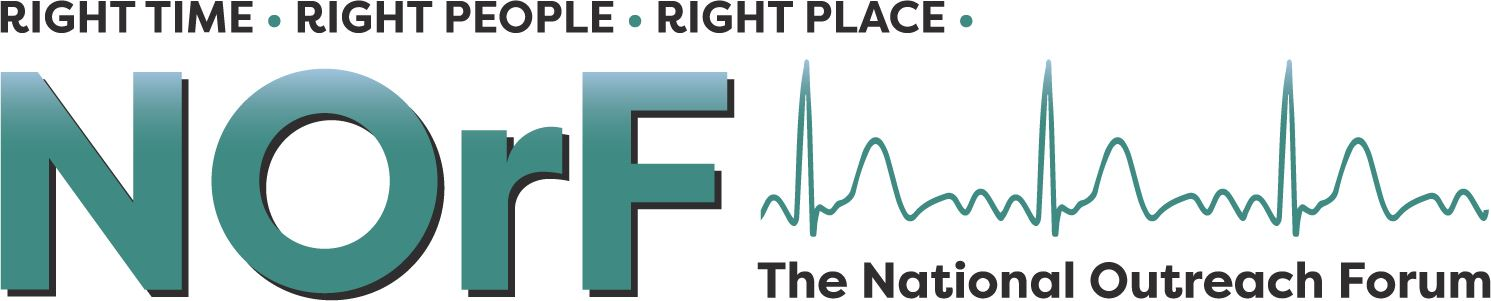 RIGHT TIME • RIGHT PEOPLE • RIGHT PLACE •
NOrF
The National Outreach Forum